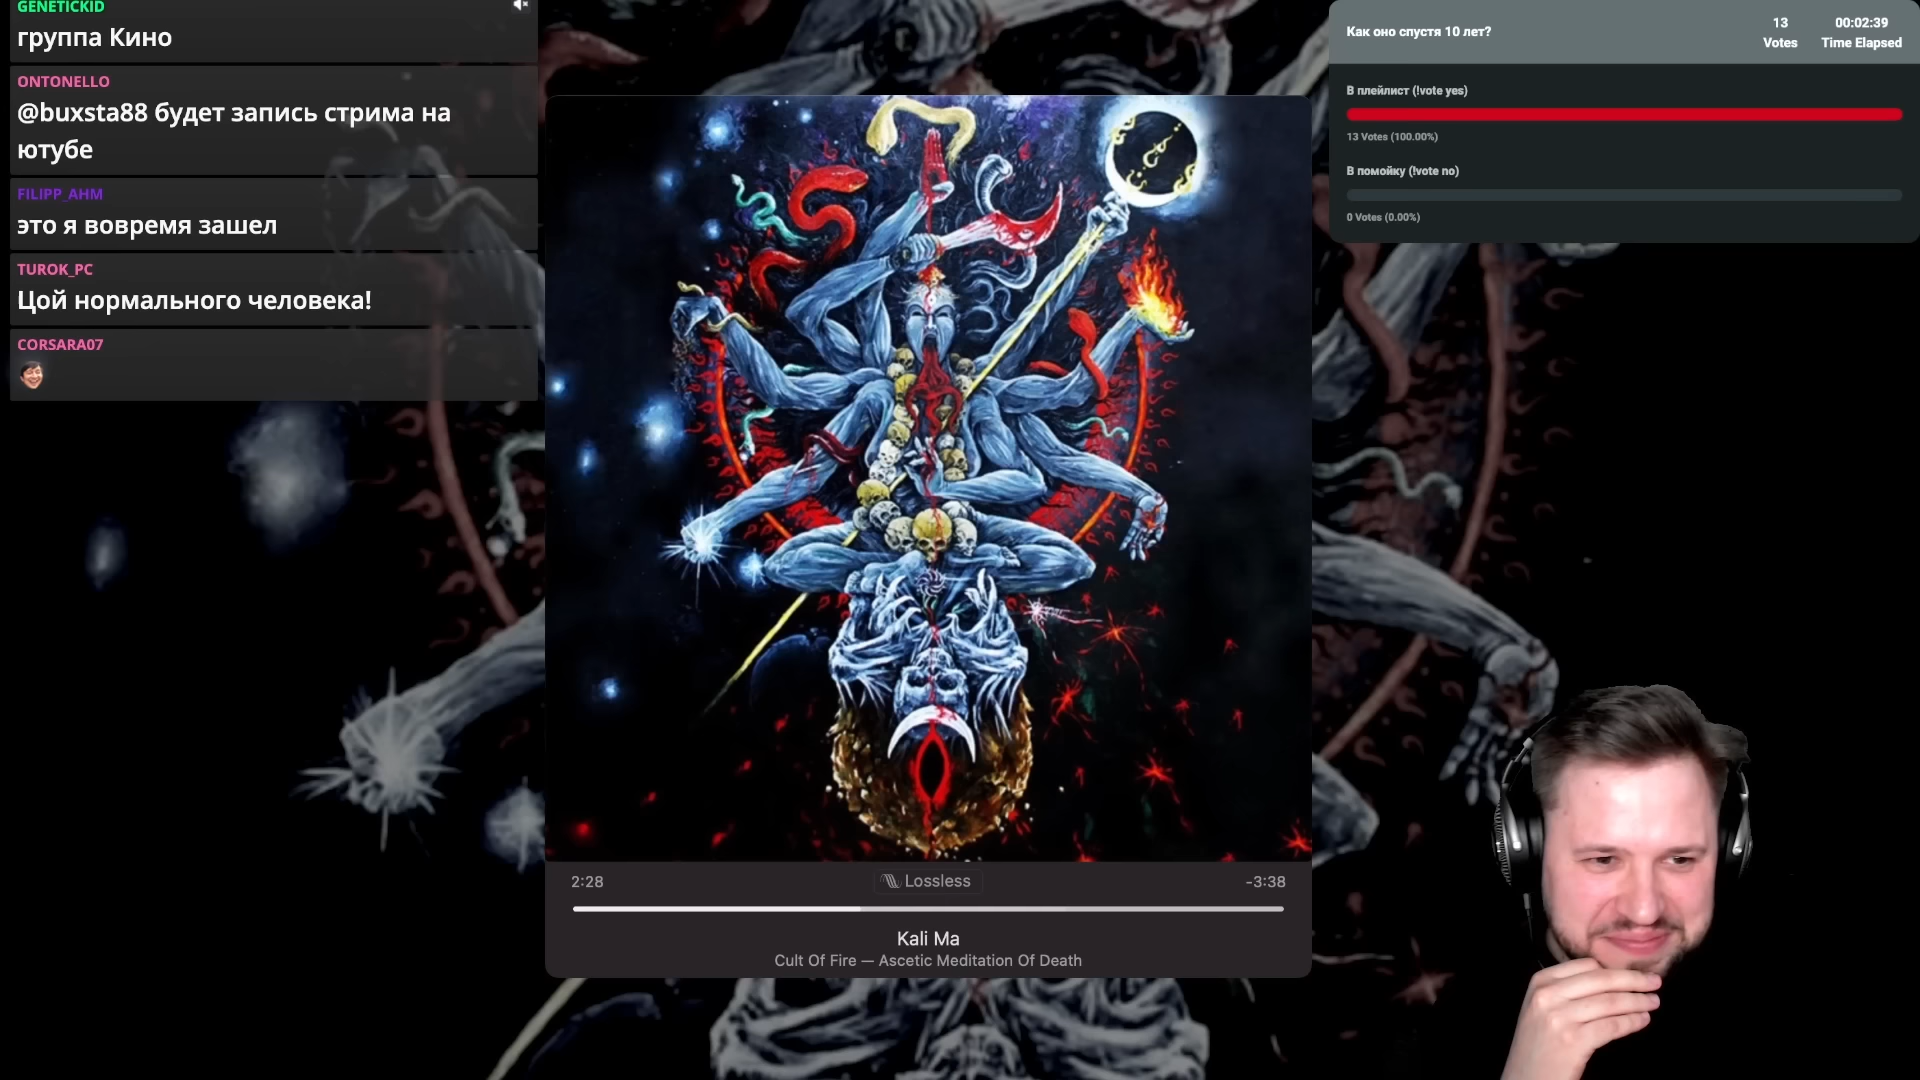 GENETICKID
группа Кино
ONTONELLO
@buxsta88 будет запись стрима на
ютубе
FILIPP_AHM
это я вовремя зашел
TUROK_PC
Цой нормального человека!
CORSARA07
Как оно спустя 10 лет?
13
Votes
00:02:39
Time Elapsed
В плейлист (!vote yes)
13 Votes (100.00%)
В помойку (!vote no)
0 Votes (0.00%)
2:28
Lossless
-3:38
Kali Ma
Cult Of Fire — Ascetic Meditation Of Death